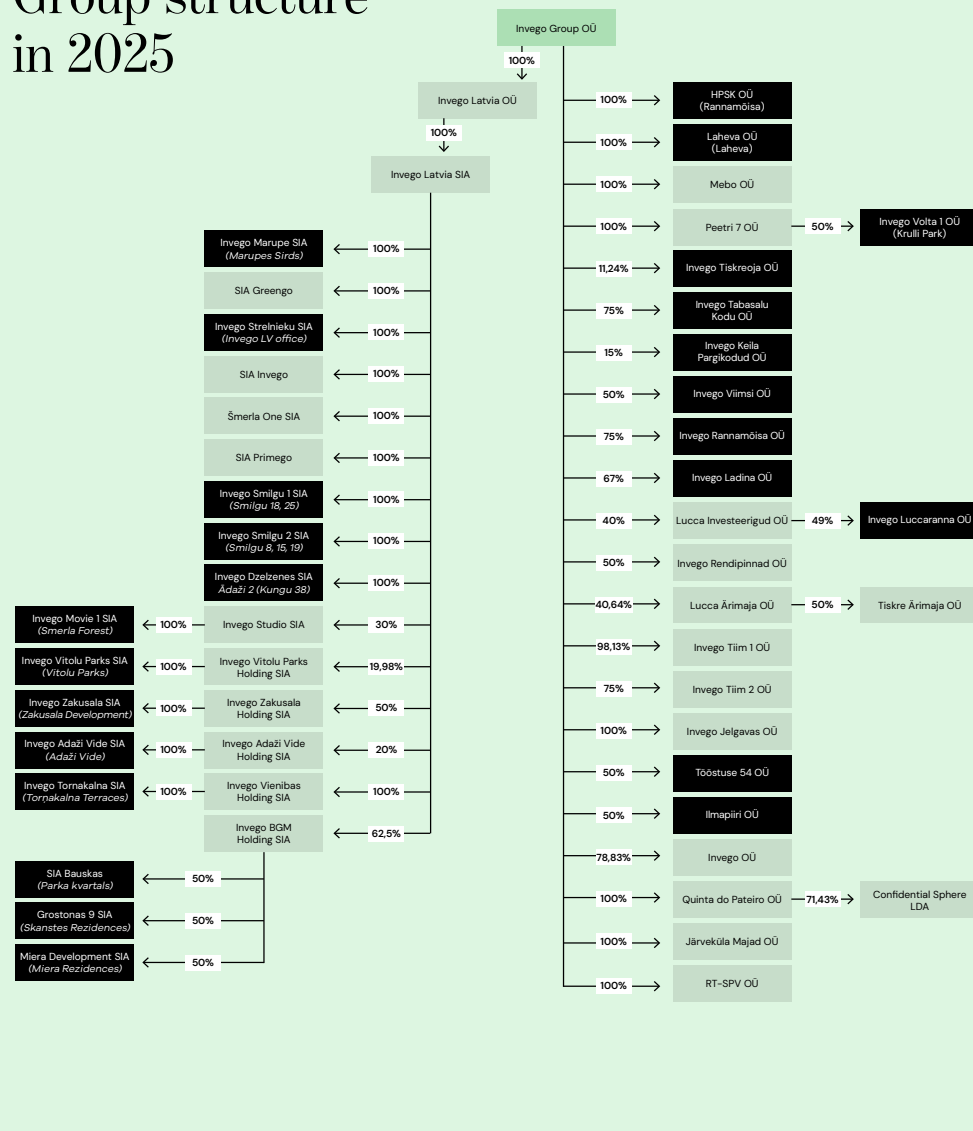 Group structure
in 2025
Invego Group OÜ
100%
Invego Latvia OÜ
100%
Invego Latvia SIA
Invego Marupe SIA
(Marupes Sirds)
100%
SIA Greengo
100%
Invego Strelnieku SIA
(Invego LV office)
100%
SIA Invego
100%
Šmerla One SIA
100%
SIA Primego
100%
Invego Smilgu 1 SIA
(Smilgu 18, 25)
100%
Invego Smilgu 2 SIA
(Smilgu 8, 15, 19)
100%
Invego Dzelzenes SIA
Ādaži 2 (Kungu 38)
100%
Invego Movie 1 SIA
(Smerla Forest)
100%
Invego Studio SIA
30%
Invego Vitolu Parks SIA
(Vitolu Parks)
100%
Invego Vitolu Parks
Holding SIA
19,98%
Invego Zakusala SIA
(Zakusala Development)
100%
Invego Zakusala
Holding SIA
50%
Invego Adaži Vide SIA
(Adaži Vide)
100%
Invego Adaži Vide
Holding SIA
20%
Invego Tornakalna SIA
(Torņakalna Terraces)
100%
Invego Vienibas
Holding SIA
100%
Invego BGM
Holding SIA
62,5%
SIA Bauskas
(Parka kvartals)
50%
Grostonas 9 SIA
(Skanstes Rezidences)
50%
Miera Development SIA
(Miera Rezidences)
50%
100%
HPSK OÜ
(Rannamõisa)
100%
Laheva OÜ
(Laheva)
100%
Mebo OÜ
100%
Peetri 7 OÜ
50%
Invego Volta 1 OÜ
(Krulli Park)
11,24%
Invego Tiskreoja OÜ
75%
Invego Tabasalu
Kodu OÜ
15%
Invego Keila
Pargikodud OÜ
50%
Invego Viimsi OÜ
75%
Invego Rannamõisa OÜ
67%
Invego Ladina OÜ
40%
Lucca Investeerigud OÜ
49%
Invego Luccaranna OÜ
50%
Invego Rendipinnad OÜ
40,64%
Lucca Ärimaja OÜ
50%
Tiskre Ärimaja OÜ
98,13%
Invego Tiim 1 OÜ
75%
Invego Tiim 2 OÜ
100%
Invego Jelgavas OÜ
50%
Tööstuse 54 OÜ
50%
Ilmapiiri OÜ
78,83%
Invego OÜ
100%
Quinta do Pateiro OÜ
71,43%
Confidential Sphere
LDA
100%
Järveküla Majad OÜ
100%
RT-SPV OÜ